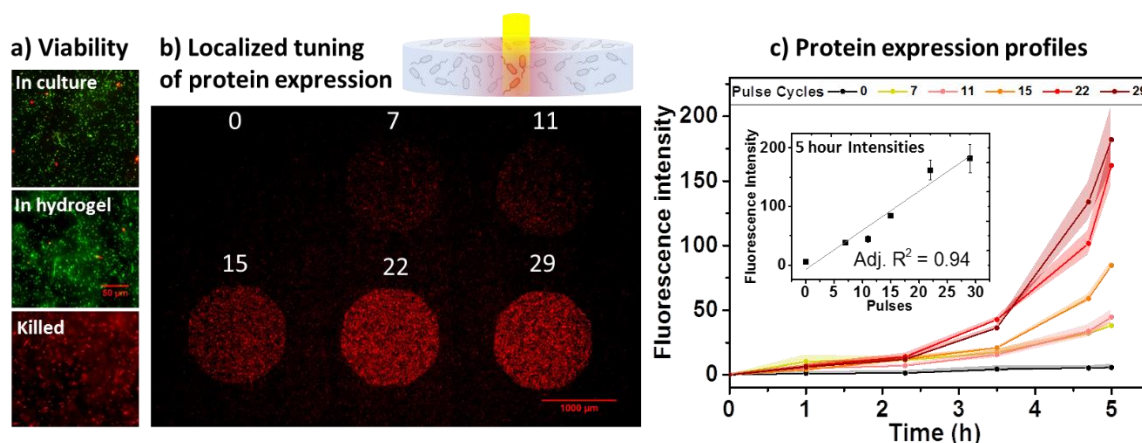 a) Viability
In culture
In hydrogel
50 µm
Killed
b) Localized tuning
of protein expression
0 7 11
15 22 29
1000 µm
c) Protein expression profiles
Pulse Cycles 0 7 11 15 22 29
Fluorescence intensity
200
150
100
50
0
0 1 2 3 4 5
Time (h)
5 hour Intensities
Fluorescence Intensity
200
100
0
Adj. R² = 0.94
0 5 10 15 20 25 30
Pulses